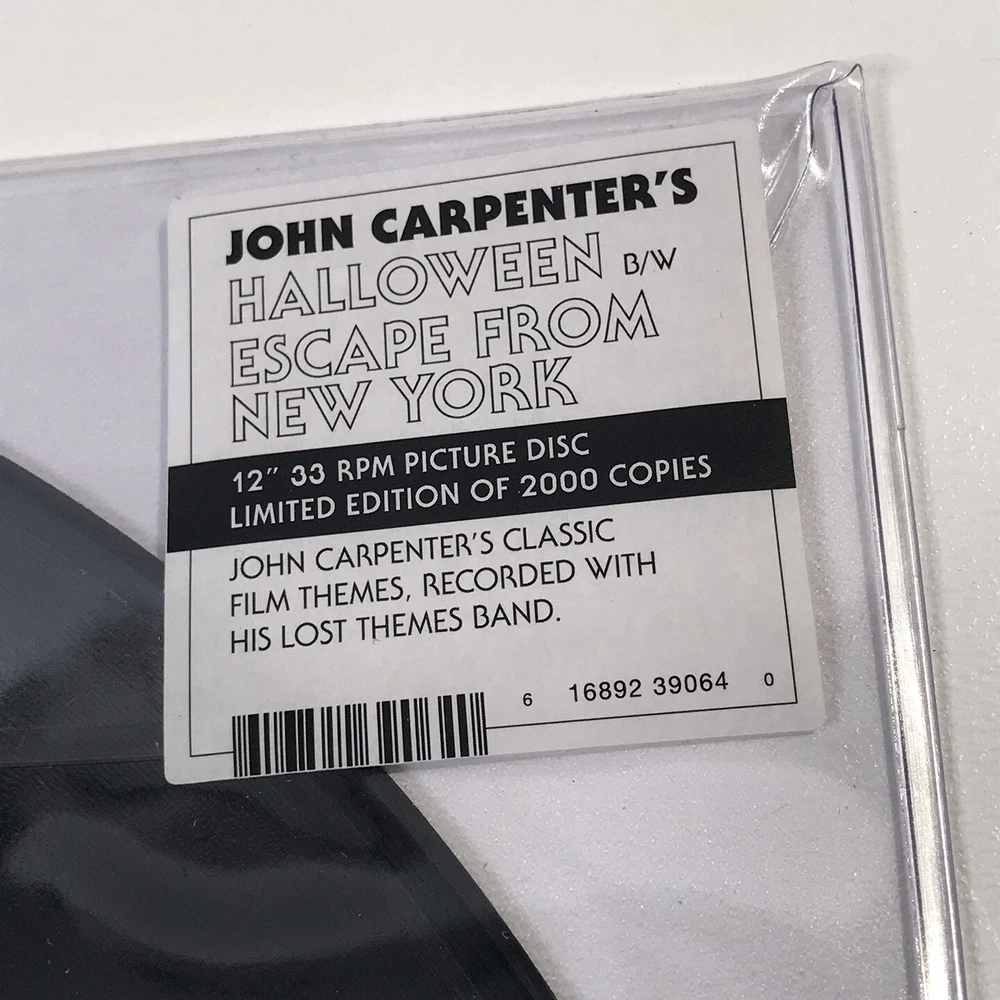 JOHN CARPENTER'S
HALLOWEEN B/W
ESCAPE FROM
NEW YORK
12" 33 RPM PICTURE DISC
LIMITED EDITION OF 2000 COPIES
JOHN CARPENTER'S CLASSIC
FILM THEMES, RECORDED WITH
HIS LOST THEMES BAND.
6 16892 39064 0